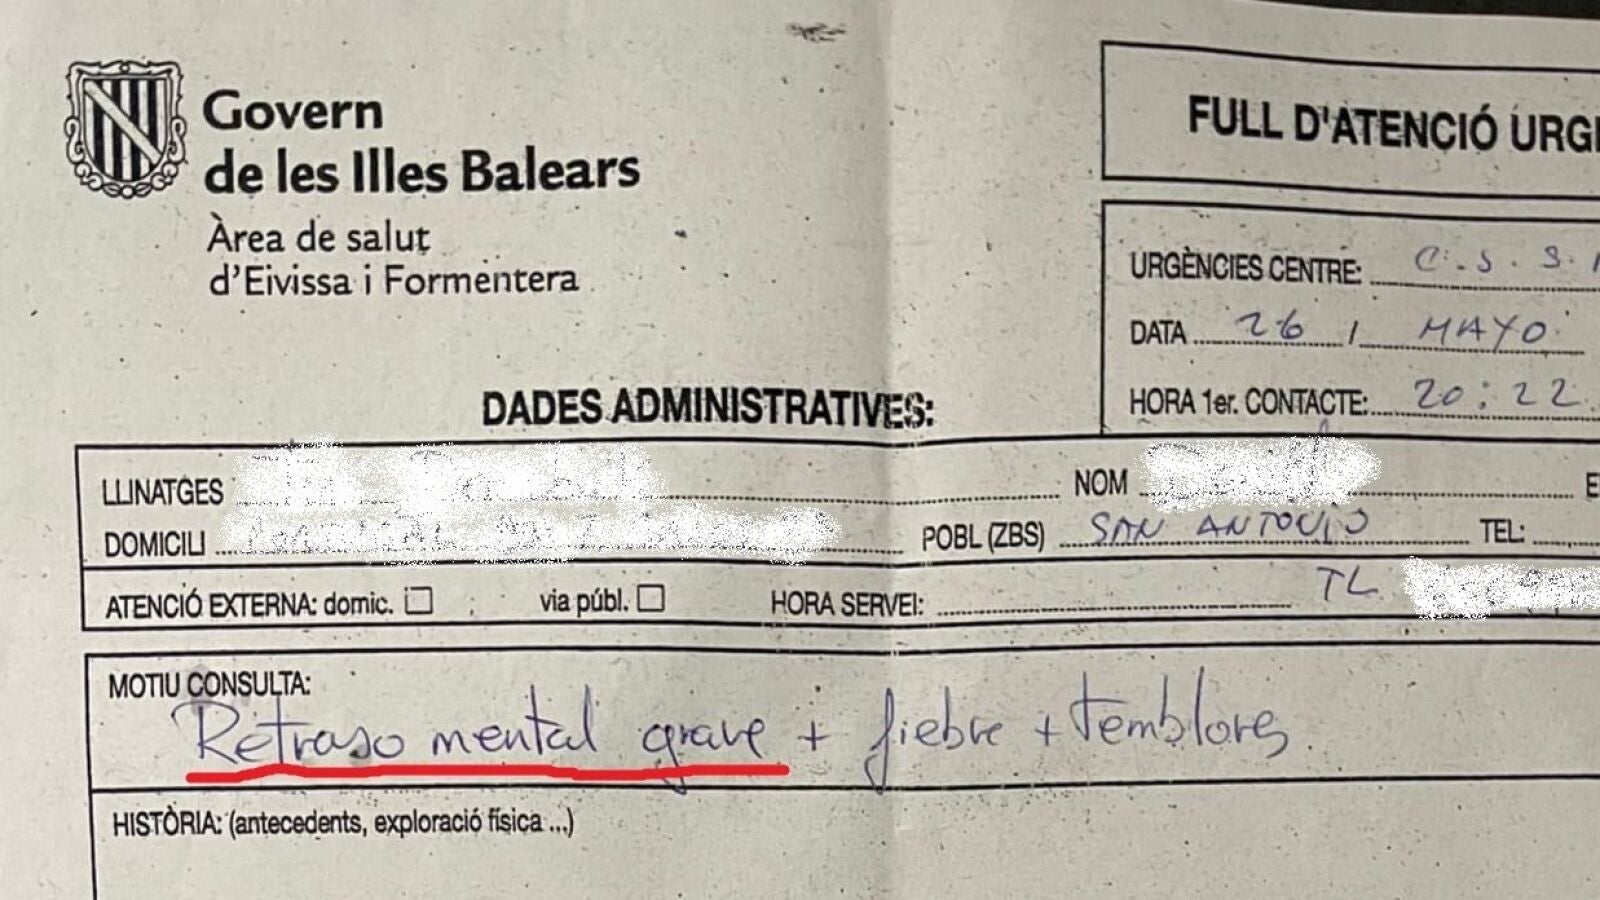 Govern
de les Illes Balears
Àrea de salut
d'Eivissa i Formentera
FULL D'ATENCIÓ
URGÈNCIES CENTRE: C.S.S.
DATA 26 / MAYO
HORA 1er. CONTACTE: 20:22
DADES ADMINISTRATIVES:
LLINATGES NOM
DOMICILI POBL (ZBS) SAN ANTONIO TEL:
ATENCIÓ EXTERNA: domic. via públ. HORA SERVEI: TL
MOTIU CONSULTA:
Retraso mental grave + fiebre + temblores
HISTÒRIA: (antecedents, exploració física ...)